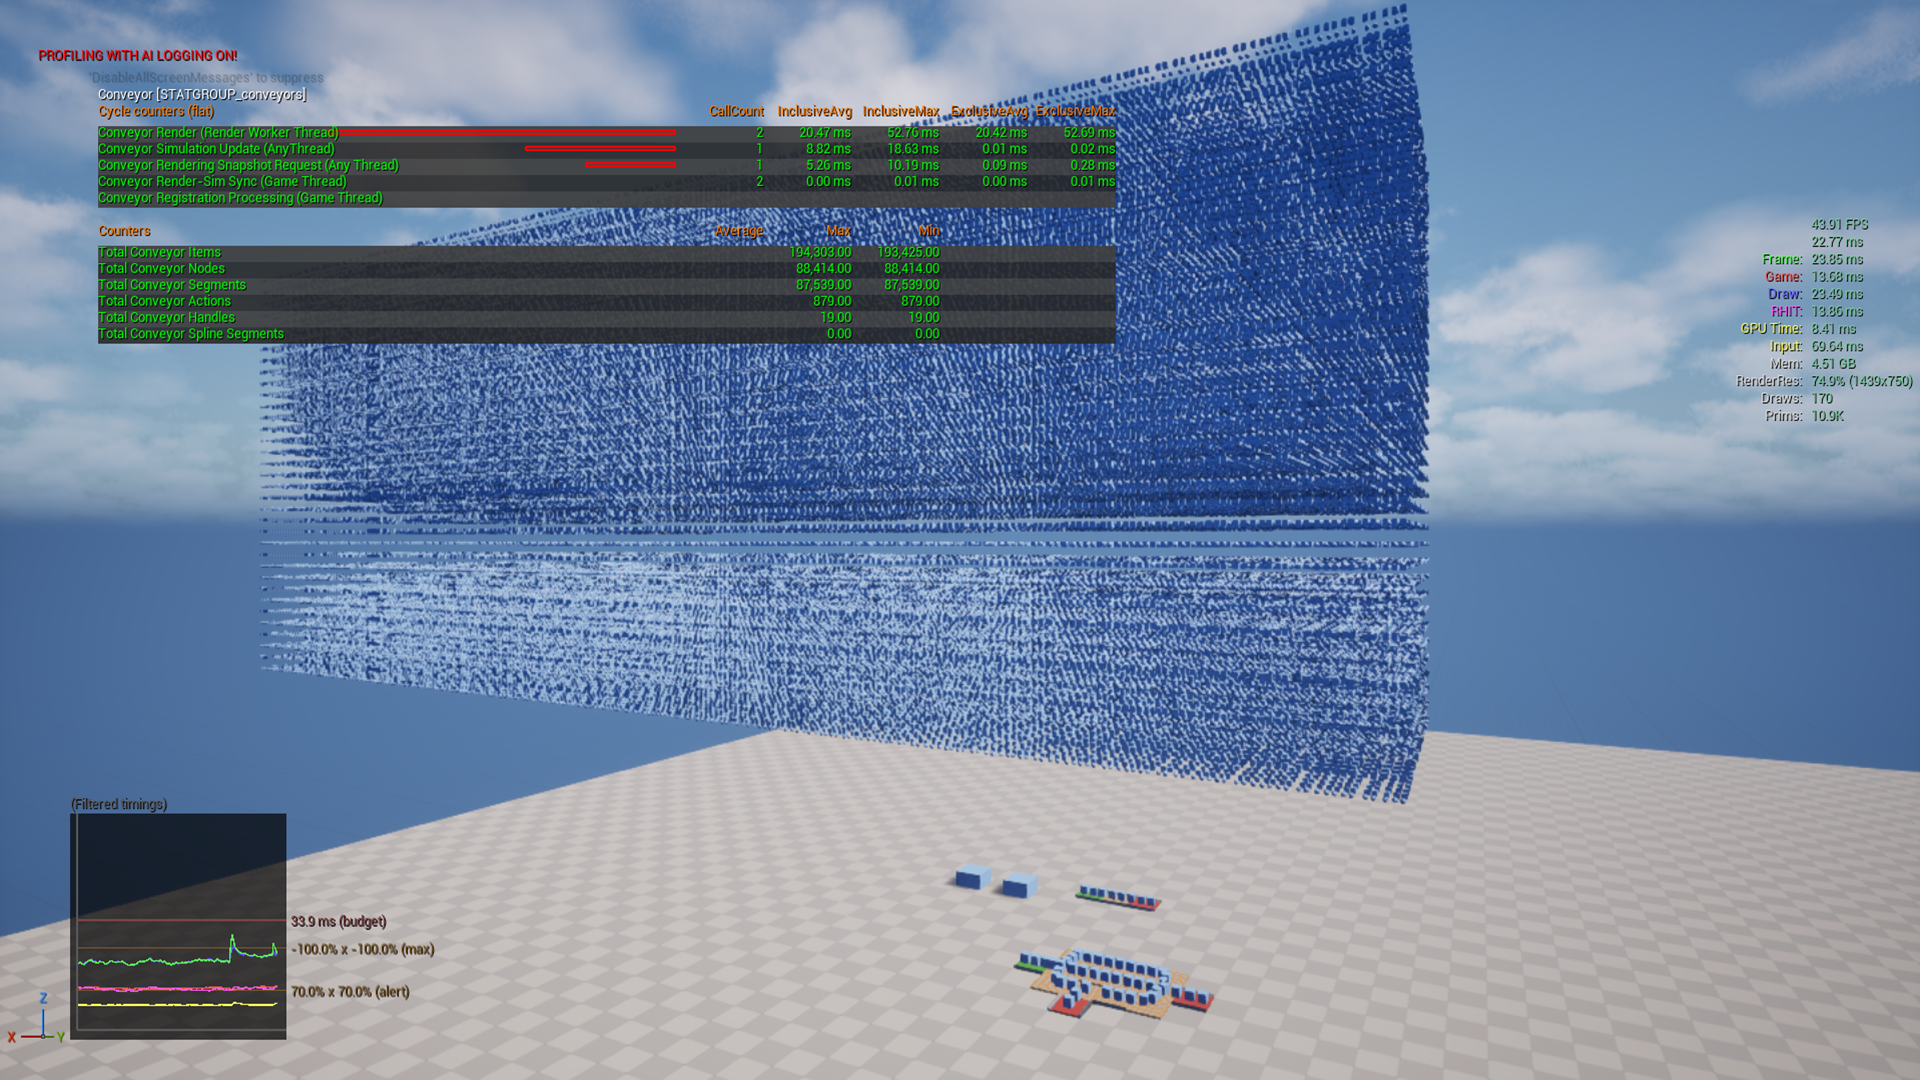 PROFILING WITH AI LOGGING ON!
'DisableAllScreenMessages' to suppress
Conveyor [STATGROUP_conveyors]
Cycle counters (flat) CallCount InclusiveAvg InclusiveMax ExclusiveAvg ExclusiveMax
Conveyor Render (Render Worker Thread) 2 20.47 ms 52.76 ms 20.42 ms 52.69 ms
Conveyor Simulation Update (AnyThread) 1 8.82 ms 18.63 ms 0.01 ms 0.02 ms
Conveyor Rendering Snapshot Request (Any Thread) 1 5.26 ms 10.19 ms 0.09 ms 0.28 ms
Conveyor Render-Sim Sync (Game Thread) 2 0.00 ms 0.01 ms 0.00 ms 0.01 ms
Conveyor Registration Processing (Game Thread)
Counters Average Max Min
Total Conveyor Items 194,303.00 193,425.00
Total Conveyor Nodes 88,414.00 88,414.00
Total Conveyor Segments 87,539.00 87,539.00
Total Conveyor Actions 879.00 879.00
Total Conveyor Handles 19.00 19.00
Total Conveyor Spline Segments 0.00 0.00
43.91 FPS
22.77 ms
Frame: 23.85 ms
Game: 13.68 ms
Draw: 23.49 ms
RHIT: 13.86 ms
GPU Time: 8.41 ms
Input: 69.64 ms
Mem: 4.51 GB
RenderRes: 74.9% (1439x750)
Draws: 170
Prims: 10.9K
(Filtered timings)
33.9 ms (budget)
-100.0% x -100.0% (max)
70.0% x 70.0% (alert)
Z
X Y